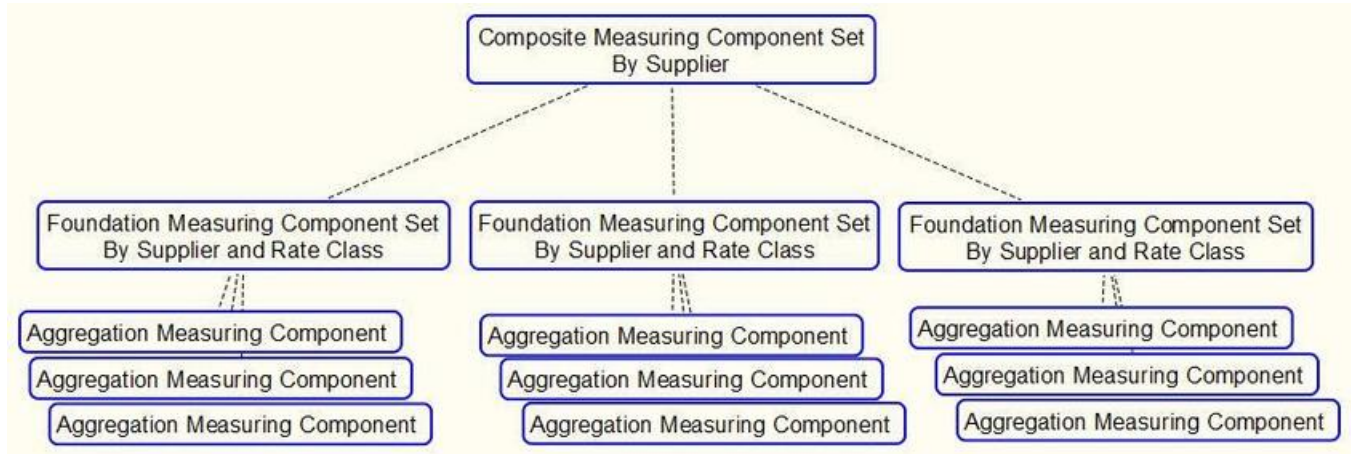 Composite Measuring Component Set
By Supplier
Foundation Measuring Component Set
By Supplier and Rate Class
Foundation Measuring Component Set
By Supplier and Rate Class
Foundation Measuring Component Set
By Supplier and Rate Class
Aggregation Measuring Component
Aggregation Measuring Component
Aggregation Measuring Component
Aggregation Measuring Component
Aggregation Measuring Component
Aggregation Measuring Component
Aggregation Measuring Component
Aggregation Measuring Component
Aggregation Measuring Component